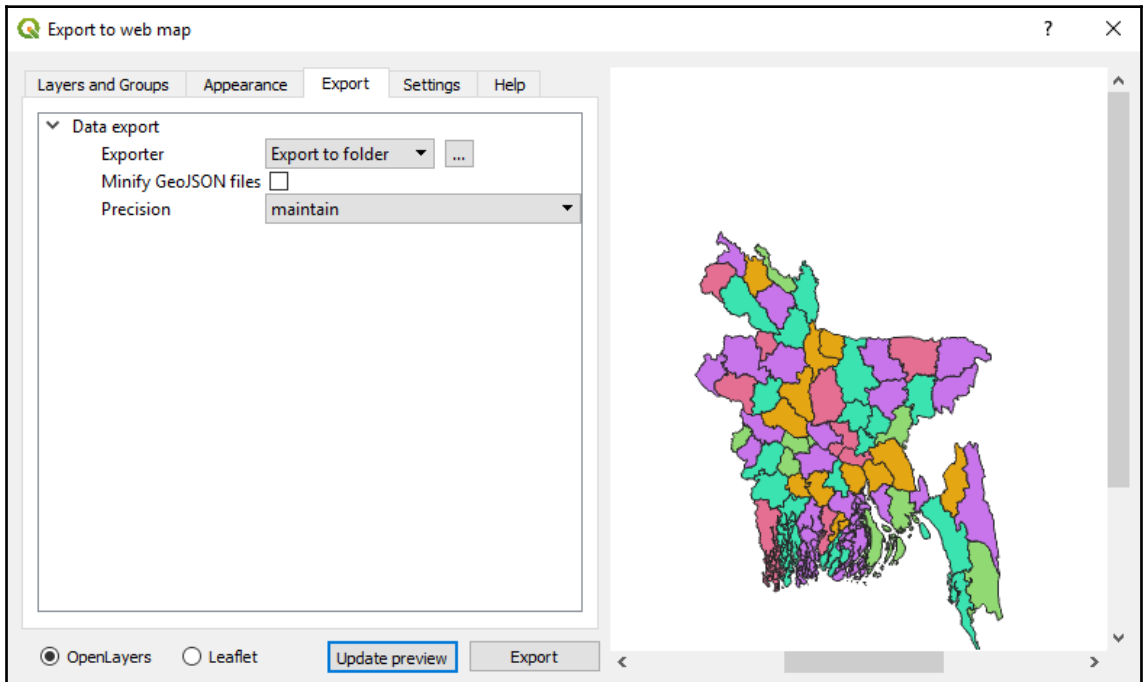 Export to web map
?
Layers and Groups Appearance Export Settings Help
Data export
Exporter Export to folder ...
Minify GeoJSON files
Precision maintain
OpenLayers Leaflet Update preview Export